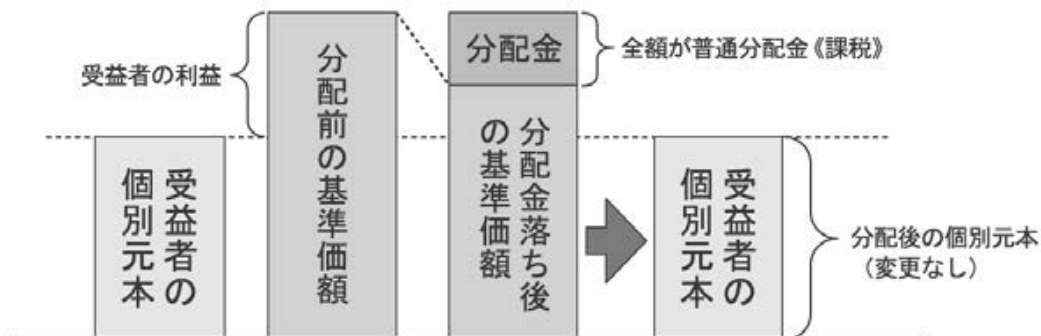 受益者の利益
受益者の
個別元本
分配前の基準価額
分配金
全額が普通分配金《課税》
分配金落ち後
の基準価額
受益者の
個別元本
分配後の個別元本
（変更なし）